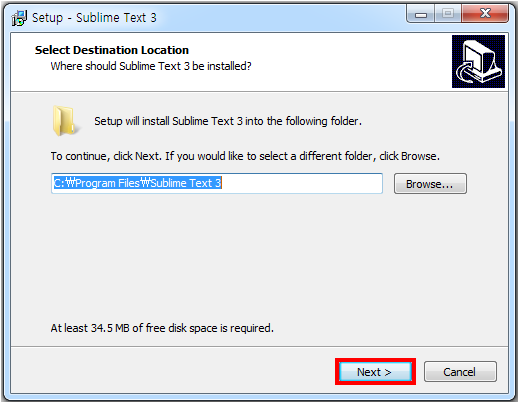 Setup - Sublime Text 3
Select Destination Location
Where should Sublime Text 3 be installed?
Setup will install Sublime Text 3 into the following folder.
To continue, click Next. If you would like to select a different folder, click Browse.
C:₩Program Files₩Sublime Text 3
Browse...
At least 34.5 MB of free disk space is required.
Next >
Cancel